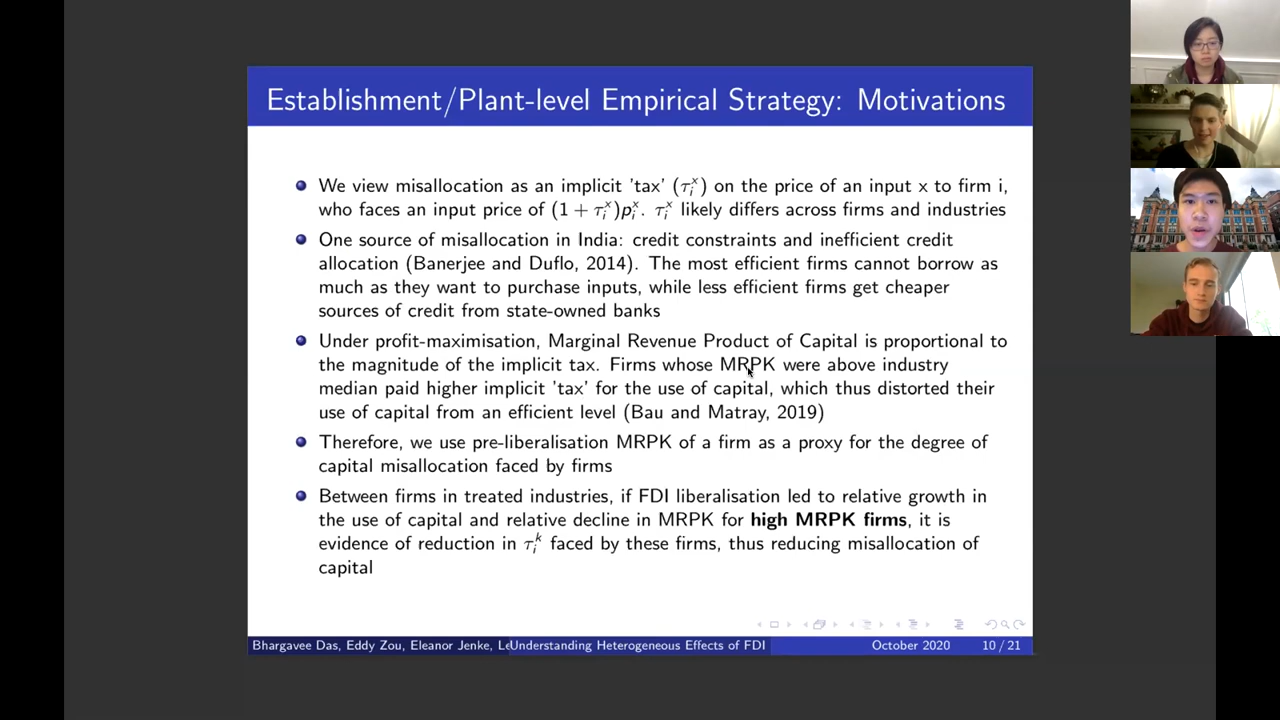 Establishment/Plant-level Empirical Strategy: Motivations
We view misallocation as an implicit 'tax' (τᵢˣ) on the price of an input x to firm i,
who faces an input price of (1 + τᵢˣ)pᵢˣ. τᵢˣ likely differs across firms and industries
One source of misallocation in India: credit constraints and inefficient credit
allocation (Banerjee and Duflo, 2014). The most efficient firms cannot borrow as
much as they want to purchase inputs, while less efficient firms get cheaper
sources of credit from state-owned banks
Under profit-maximisation, Marginal Revenue Product of Capital is proportional to
the magnitude of the implicit tax. Firms whose MRPK were above industry
median paid higher implicit 'tax' for the use of capital, which thus distorted their
use of capital from an efficient level (Bau and Matray, 2019)
Therefore, we use pre-liberalisation MRPK of a firm as a proxy for the degree of
capital misallocation faced by firms
Between firms in treated industries, if FDI liberalisation led to relative growth in
the use of capital and relative decline in MRPK for high MRPK firms, it is
evidence of reduction in τᵢᵏ faced by these firms, thus reducing misallocation of
capital
Bhargavee Das, Eddy Zou, Eleanor Jenke, Le Understanding Heterogeneous Effects of FDI October 2020 10 / 21